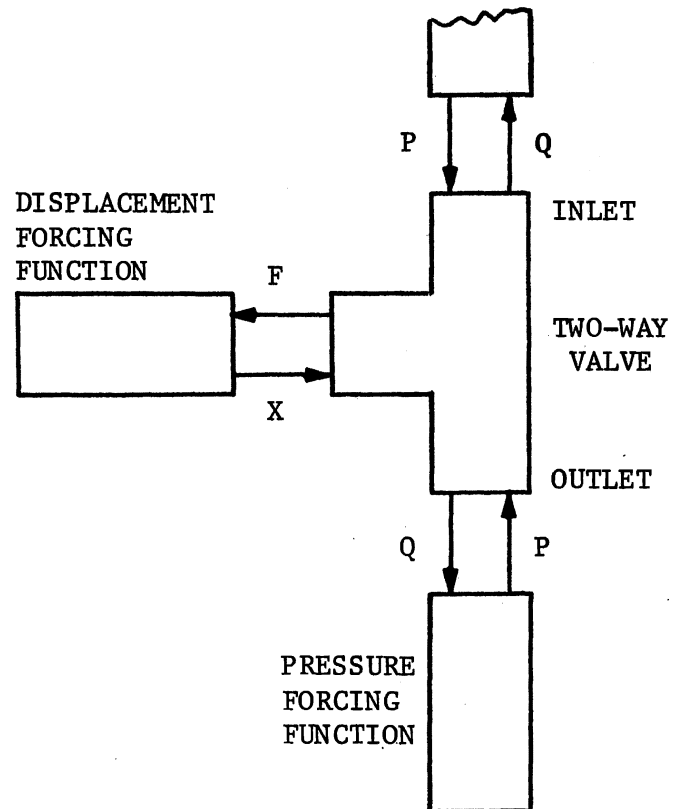 P
Q
DISPLACEMENT
FORCING
FUNCTION
INLET
F
TWO-WAY
VALVE
X
OUTLET
Q
P
PRESSURE
FORCING
FUNCTION